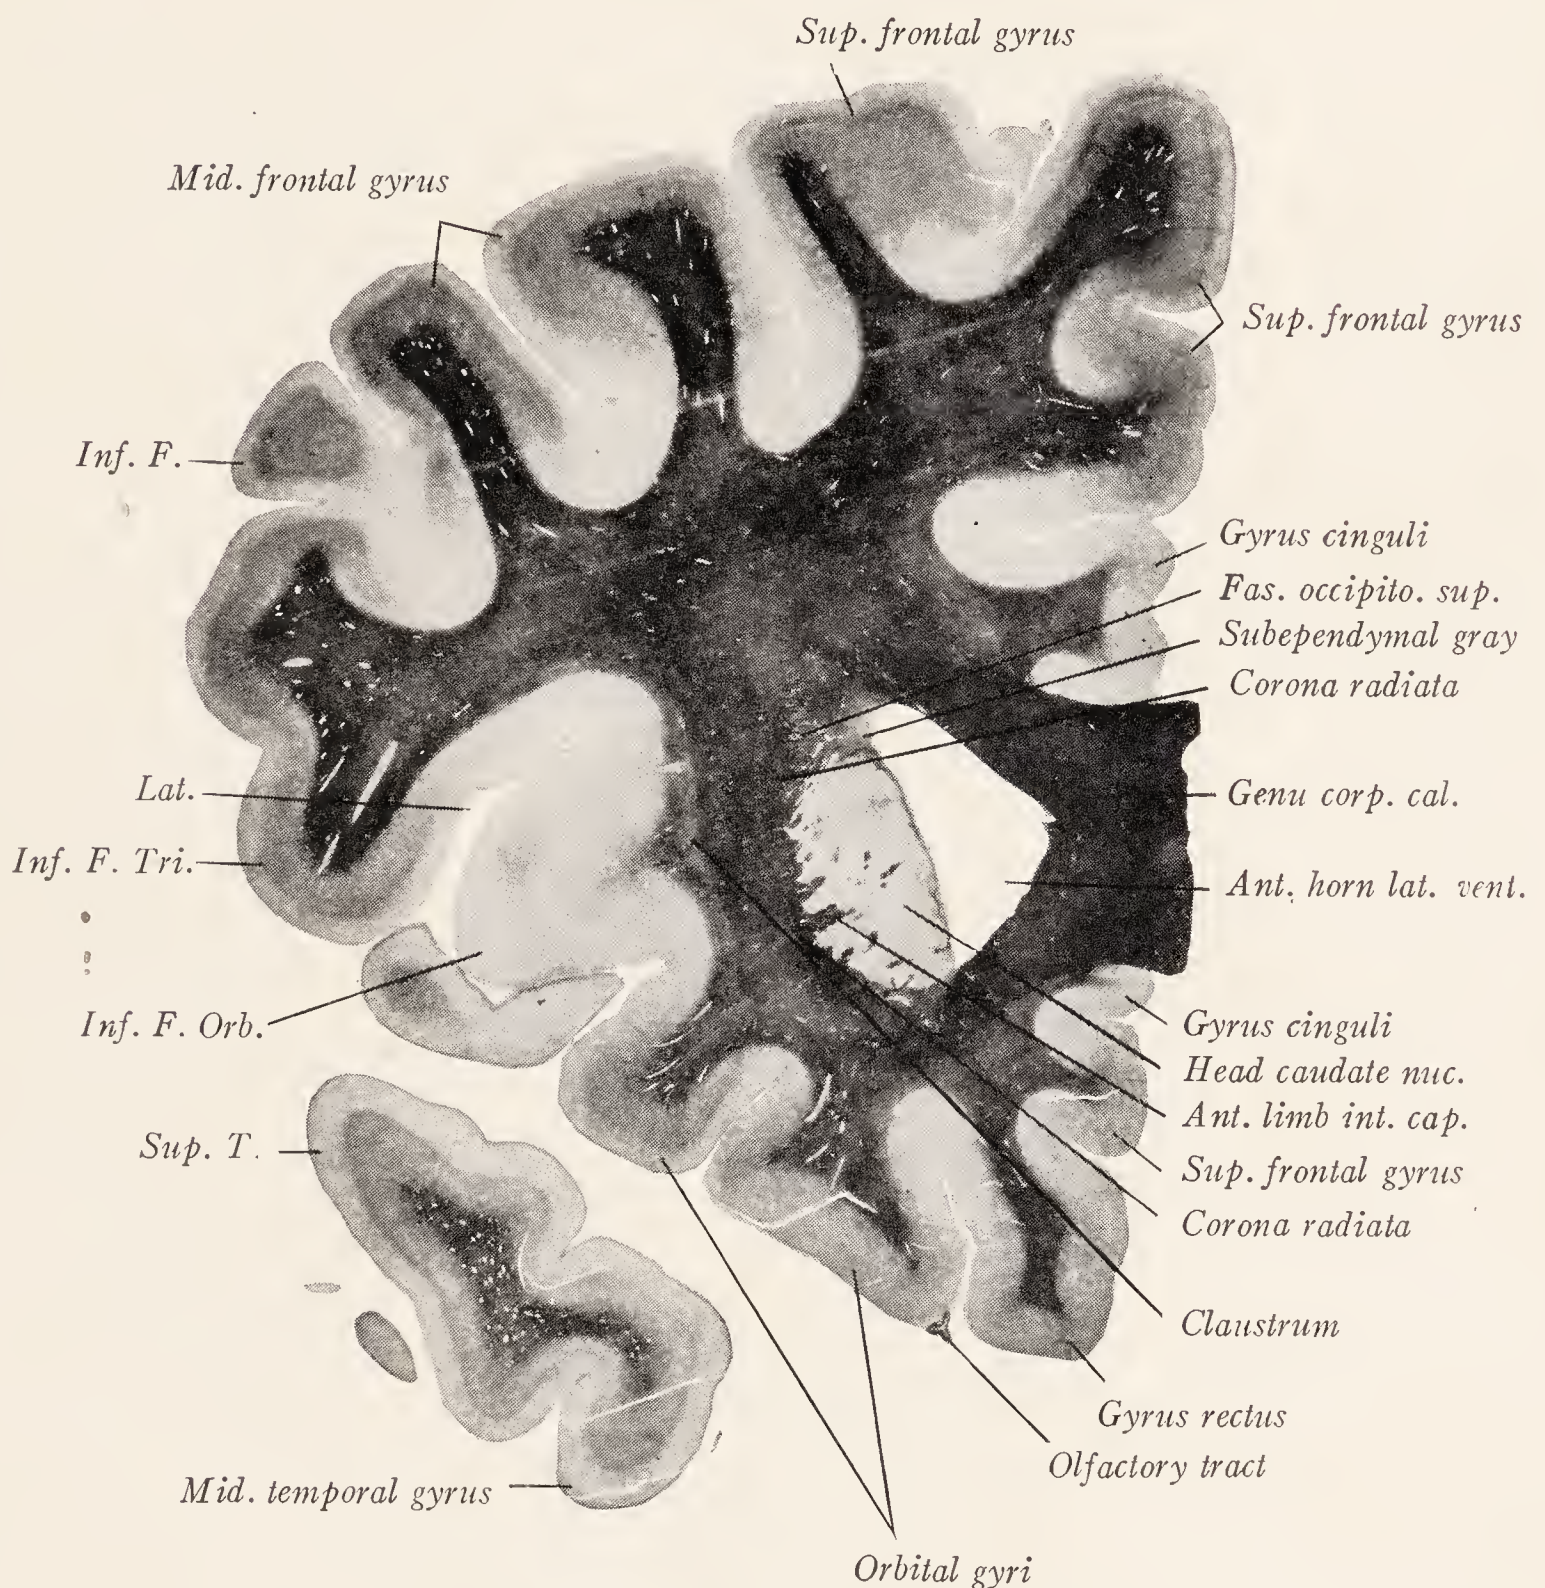 Sup. frontal gyrus
Mid. frontal gyrus
Sup. frontal gyrus
Inf. F.
Gyrus cinguli
Fas. occipito. sup.
Subependymal gray
Corona radiata
Lat.
Genu corp. cal.
Inf. F. Tri.
Ant. horn lat. vent.
Inf. F. Orb.
Gyrus cinguli
Head caudate nuc.
Ant. limb int. cap.
Sup. T.
Sup. frontal gyrus
Corona radiata
Claustrum
Gyrus rectus
Olfactory tract
Mid. temporal gyrus
Orbital gyri